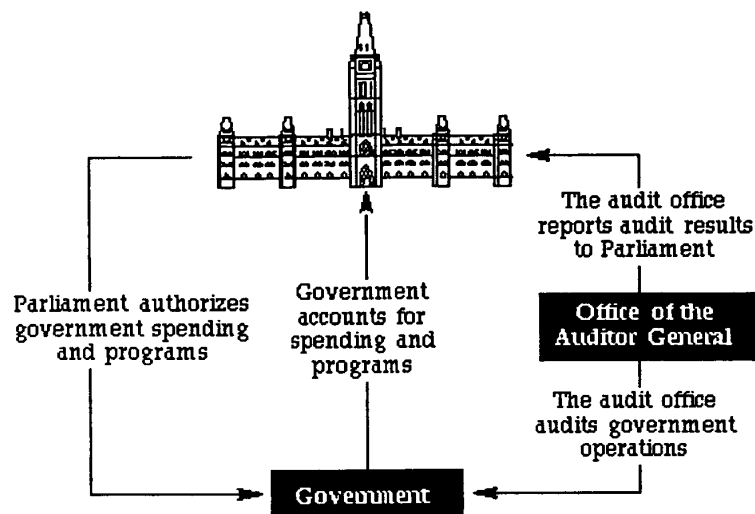 Parliament authorizes
government spending
and programs
Government
accounts for
spending and
programs
The audit office
reports audit results
to Parliament
Office of the
Auditor General
The audit office
audits government
operations
Government